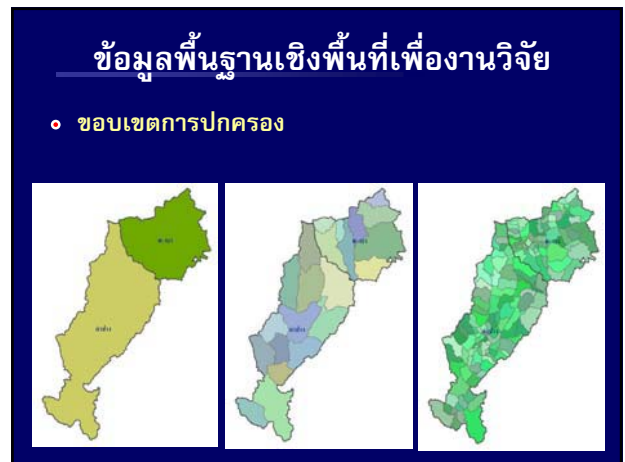 ข้อมูลพื้นฐานเชิงพื้นที่เพื่องานวิจัย
ขอบเขตการปกครอง